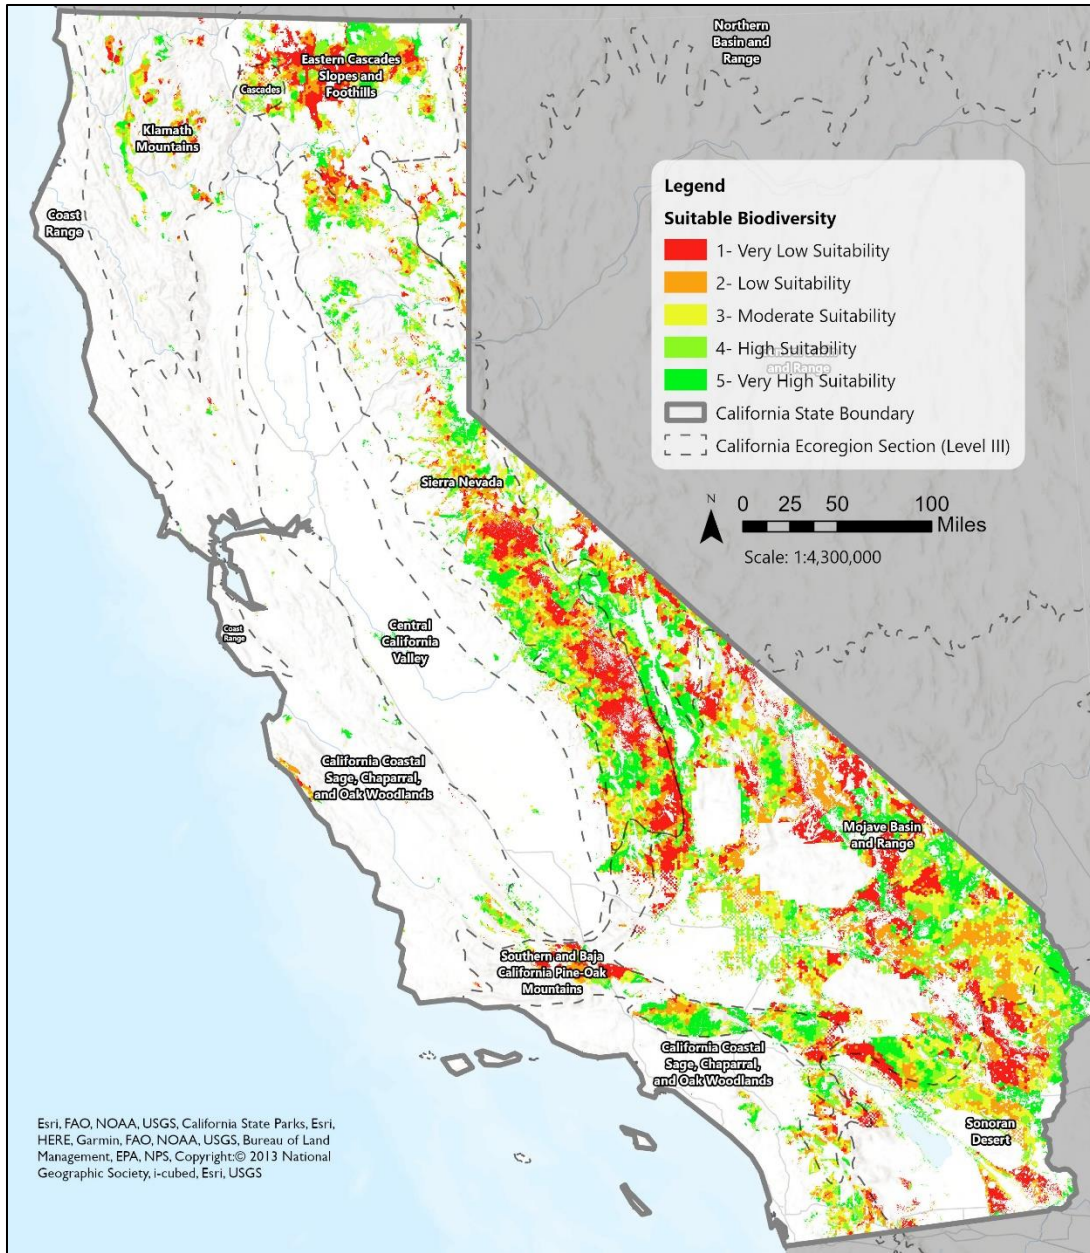 Northern
Basin and
Range
Eastern Cascades
Slopes and
Foothills
Cascades
Klamath
Mountains
Coast
Range
Legend
Suitable Biodiversity
1- Very Low Suitability
2- Low Suitability
3- Moderate Suitability
4- High Suitability
and Range
5- Very High Suitability
California State Boundary
California Ecoregion Section (Level III)
Sierra Nevada
N
0 25 50 100
Miles
Scale: 1:4,300,000
Coast
Range
Central
California
Valley
California Coastal
Sage, Chaparral,
and Oak Woodlands
Mojave Basin
and Range
Southern and Baja
California Pine-Oak
Mountains
California Coastal
Sage, Chaparral,
and Oak Woodlands
Sonoran
Desert
Esri, FAO, NOAA, USGS, California State Parks, Esri,
HERE, Garmin, FAO, NOAA, USGS, Bureau of Land
Management, EPA, NPS, Copyright:© 2013 National
Geographic Society, i-cubed, Esri, USGS